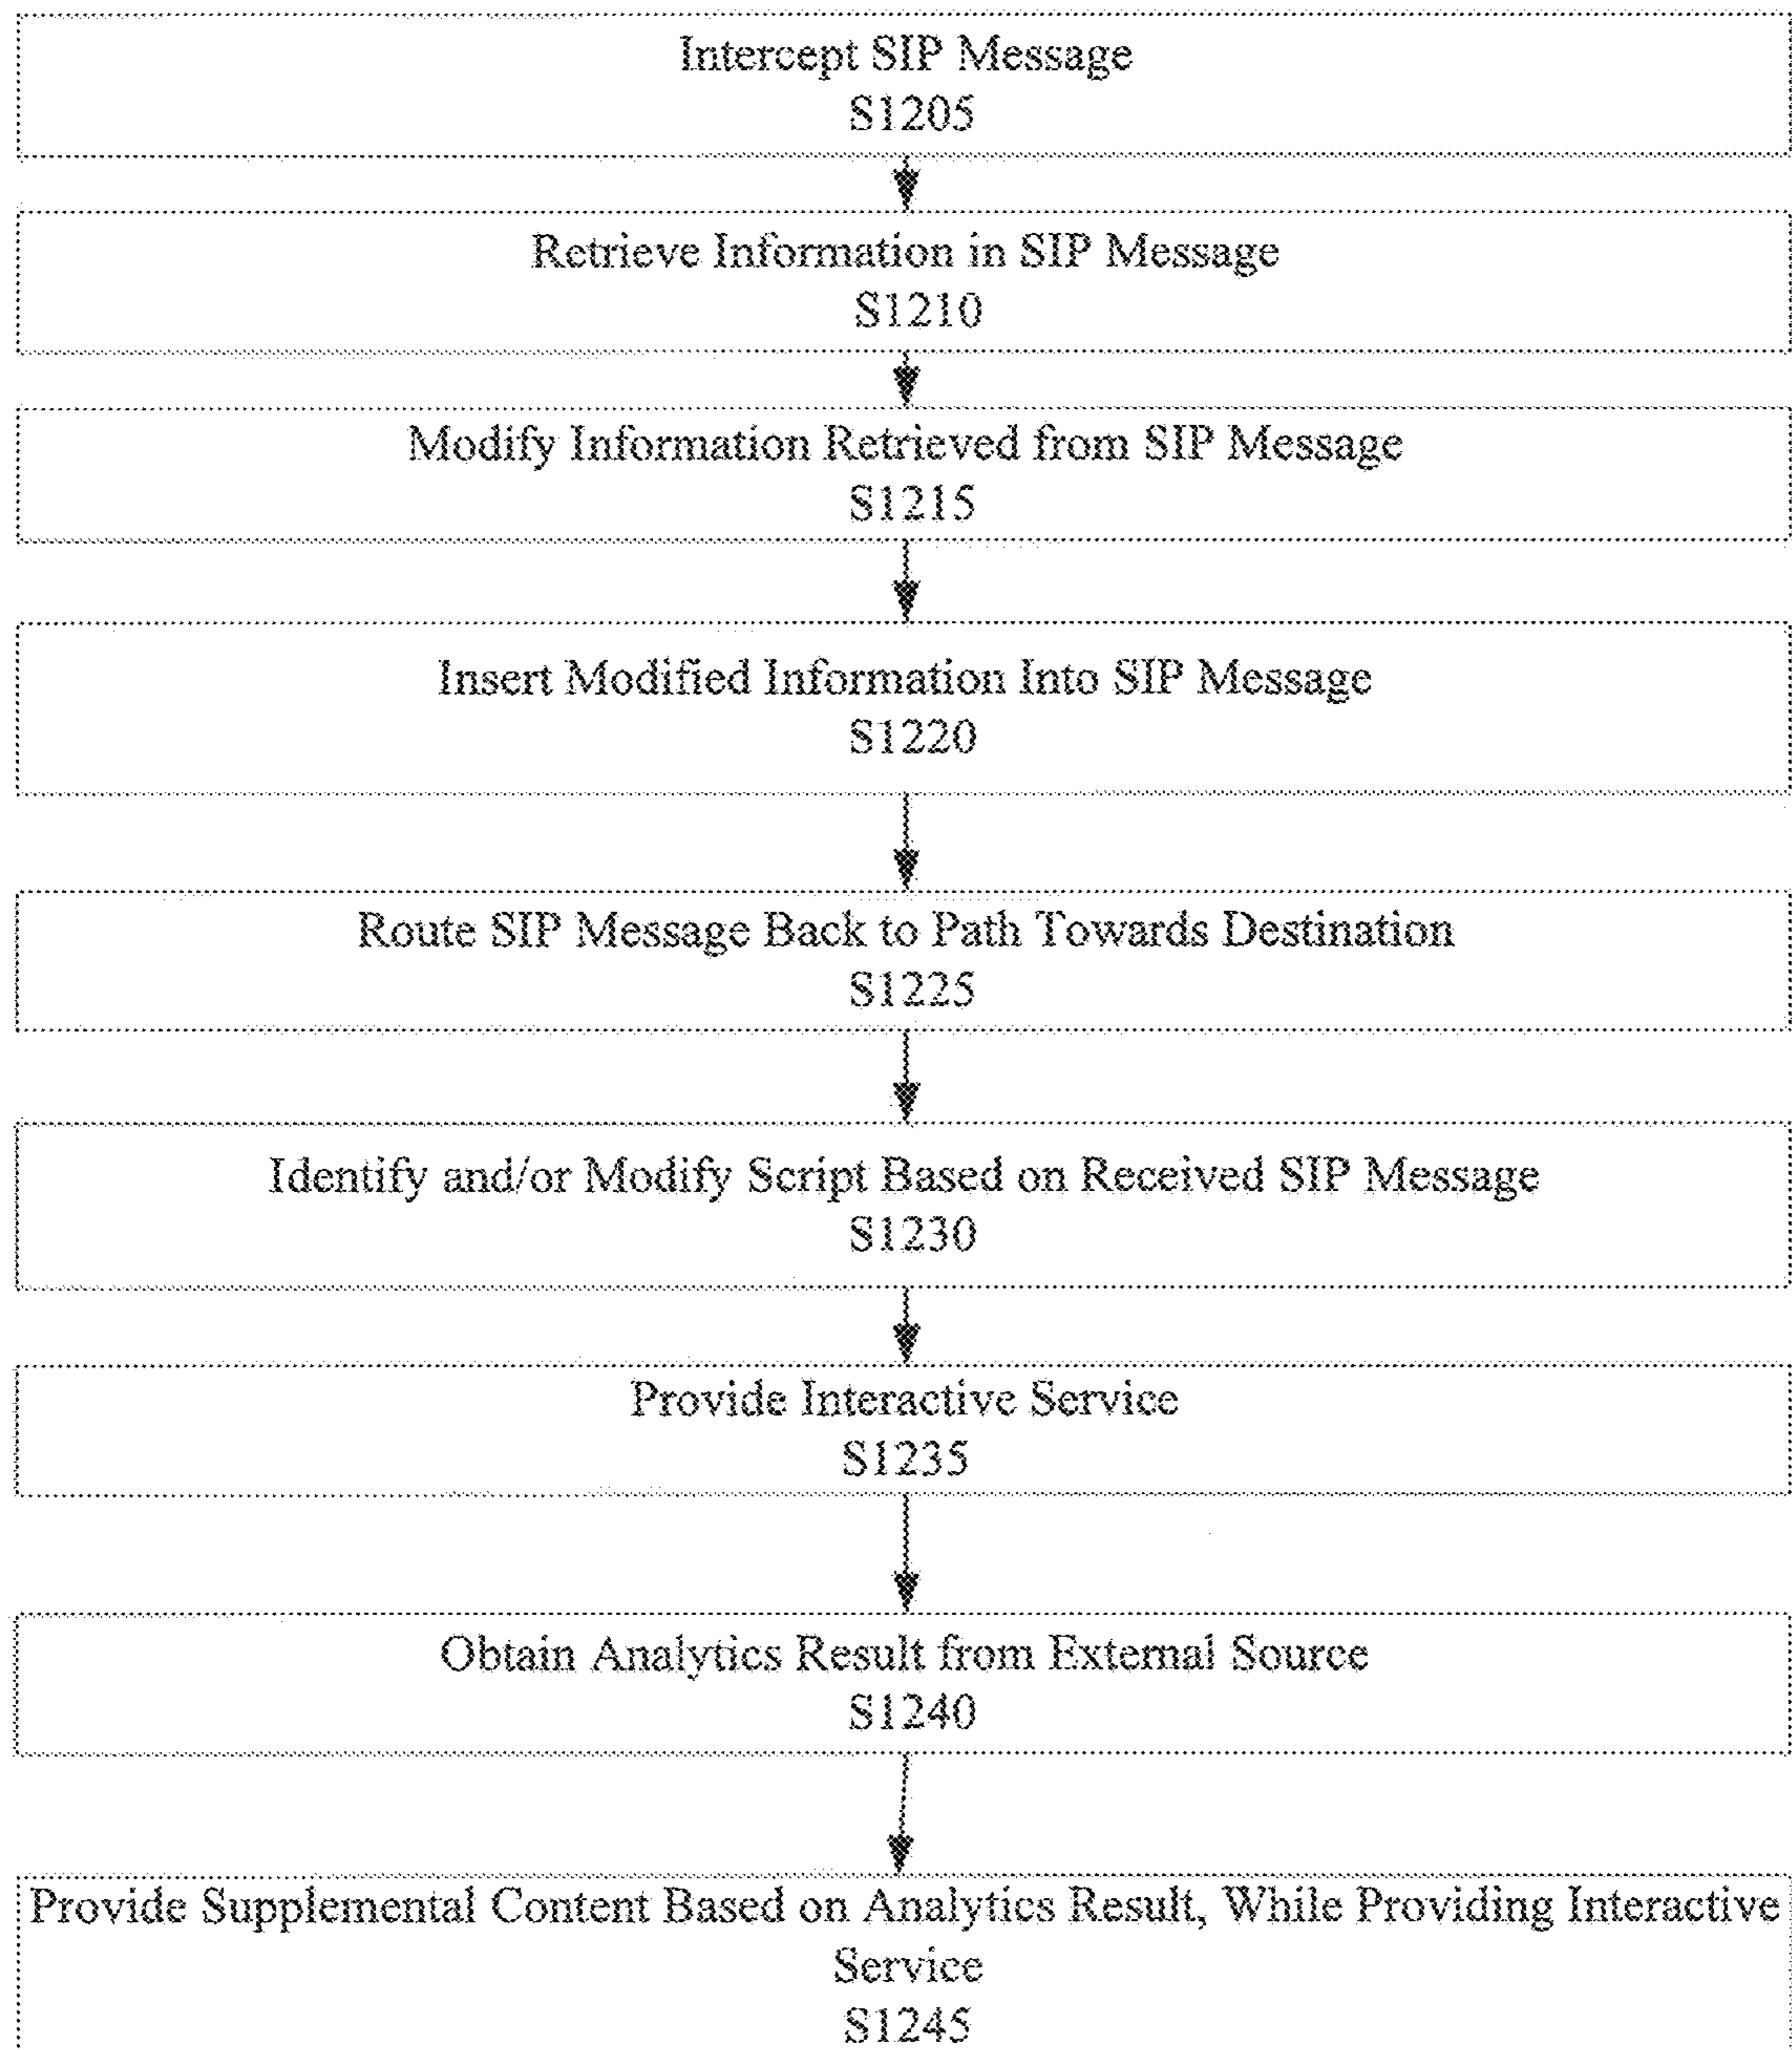 Intercept SIP Message
S1205
Retrieve Information in SIP Message
S1210
Modify Information Retrieved from SIP Message
S1215
Insert Modified Information Into SIP Message
S1220
Route SIP Message Back to Path Towards Destination
S1225
Identify and/or Modify Script Based on Received SIP Message
S1230
Provide Interactive Service
S1235
Obtain Analytics Result from External Source
S1240
Provide Supplemental Content Based on Analytics Result, While Providing Interactive
Service
S1245